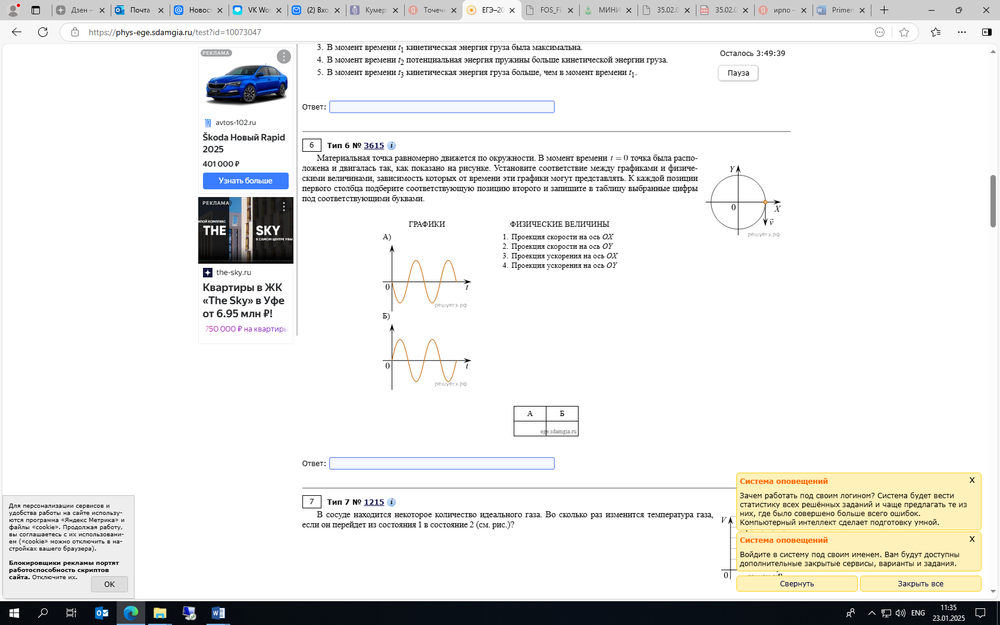 Дзен –
Почта
Новост
VK Wo
(2) Вхо
Кумер
Точеч
ЕГЭ–20
FOS_Fi
МИНИ
35.02.0
35.02.0
ирпо –
Primer
https://phys-ege.sdamgia.ru/test?id=10073047
3. В момент времени t1 кинетическая энергия груза была максимальна.
4. В момент времени t2 потенциальная энергия пружины больше кинетической энергии груза.
5. В момент времени t3 кинетическая энергия груза больше, чем в момент времени t1.
Осталось 3:49:39
Пауза
Ответ:
РЕКЛАМА
avtos-102.ru
Škoda Новый Rapid
2025
401 000 ₽
Узнать больше
РЕКЛАМА
ИЛОЙ КОМПЛЕКС
THE SKY
В САМОМ ЦЕНТРЕ УФЫ
the-sky.ru
Квартиры в ЖК
«The Sky» в Уфе
от 6.95 млн ₽!
750 000 ₽ на квартиры
6 Тип 6 № 3615 i
Материальная точка равномерно движется по окружности. В момент времени t = 0 точка была распо-
ложена и двигалась так, как показано на рисунке. Установите соответствие между графиками и физиче-
скими величинами, зависимость которых от времени эти графики могут представлять. К каждой позиции
первого столбца подберите соответствующую позицию второго и запишите в таблицу выбранные цифры
под соответствующими буквами.
Y
0
X
v
решуегэ.рф
ГРАФИКИ
ФИЗИЧЕСКИЕ ВЕЛИЧИНЫ
А)
0
t
решуегэ.рф
Б)
0
t
решуегэ.рф
1. Проекция скорости на ось OX
2. Проекция скорости на ось OY
3. Проекция ускорения на ось OX
4. Проекция ускорения на ось OY
А Б
ege.sdamgia.ru
Ответ:
7 Тип 7 № 1215 i
В сосуде находится некоторое количество идеального газа. Во сколько раз изменится температура газа,
если он перейдет из состояния 1 в состояние 2 (см. рис.)?
V
0
Система оповещений X
Зачем работать под своим логином? Система будет вести
статистику всех решённых заданий и чаще предлагать те из
них, где было совершено больше всего ошибок.
Компьютерный интеллект сделает подготовку умной.
Система оповещений X
Войдите в систему под своим именем. Вам будут доступны
дополнительные закрытые сервисы, варианты и задания.
Свернуть
Закрыть все
Для персонализации сервисов и
удобства работы на сайте использу-
ются программа «Яндекс Метрика» и
файлы «cookie». Продолжая работу,
вы соглашаетесь с их использовани-
ем («cookie» можно отключить в на-
стройках вашего браузера).
Блокировщики рекламы портят
работоспособность скриптов
сайта. Отключите их.
OK
ENG
11:35
23.01.2025